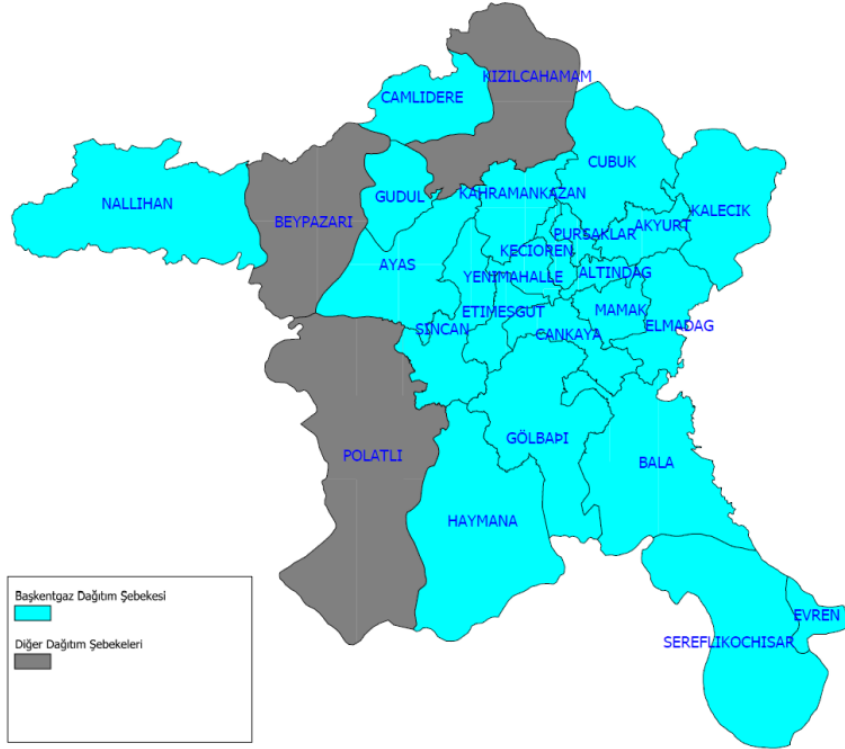 KIZILCAHAMAM
CAMLIDERE
CUBUK
NALLIHAN
GUDUL
KAHRAMANKAZAN
KALECIK
BEYPAZARI
PURSAKLAR
AKYURT
KECIOREN
AYAS
YENIMAHALLE
ALTINDAG
ETIMESGUT
MAMAK
SINCAN
CANKAYA
ELMADAG
GÖLBAÞI
POLATLI
BALA
HAYMANA
Başkentgaz Dağıtım Şebekesi
Diğer Dağıtım Şebekeleri
EVREN
SEREFLIKOCHISAR